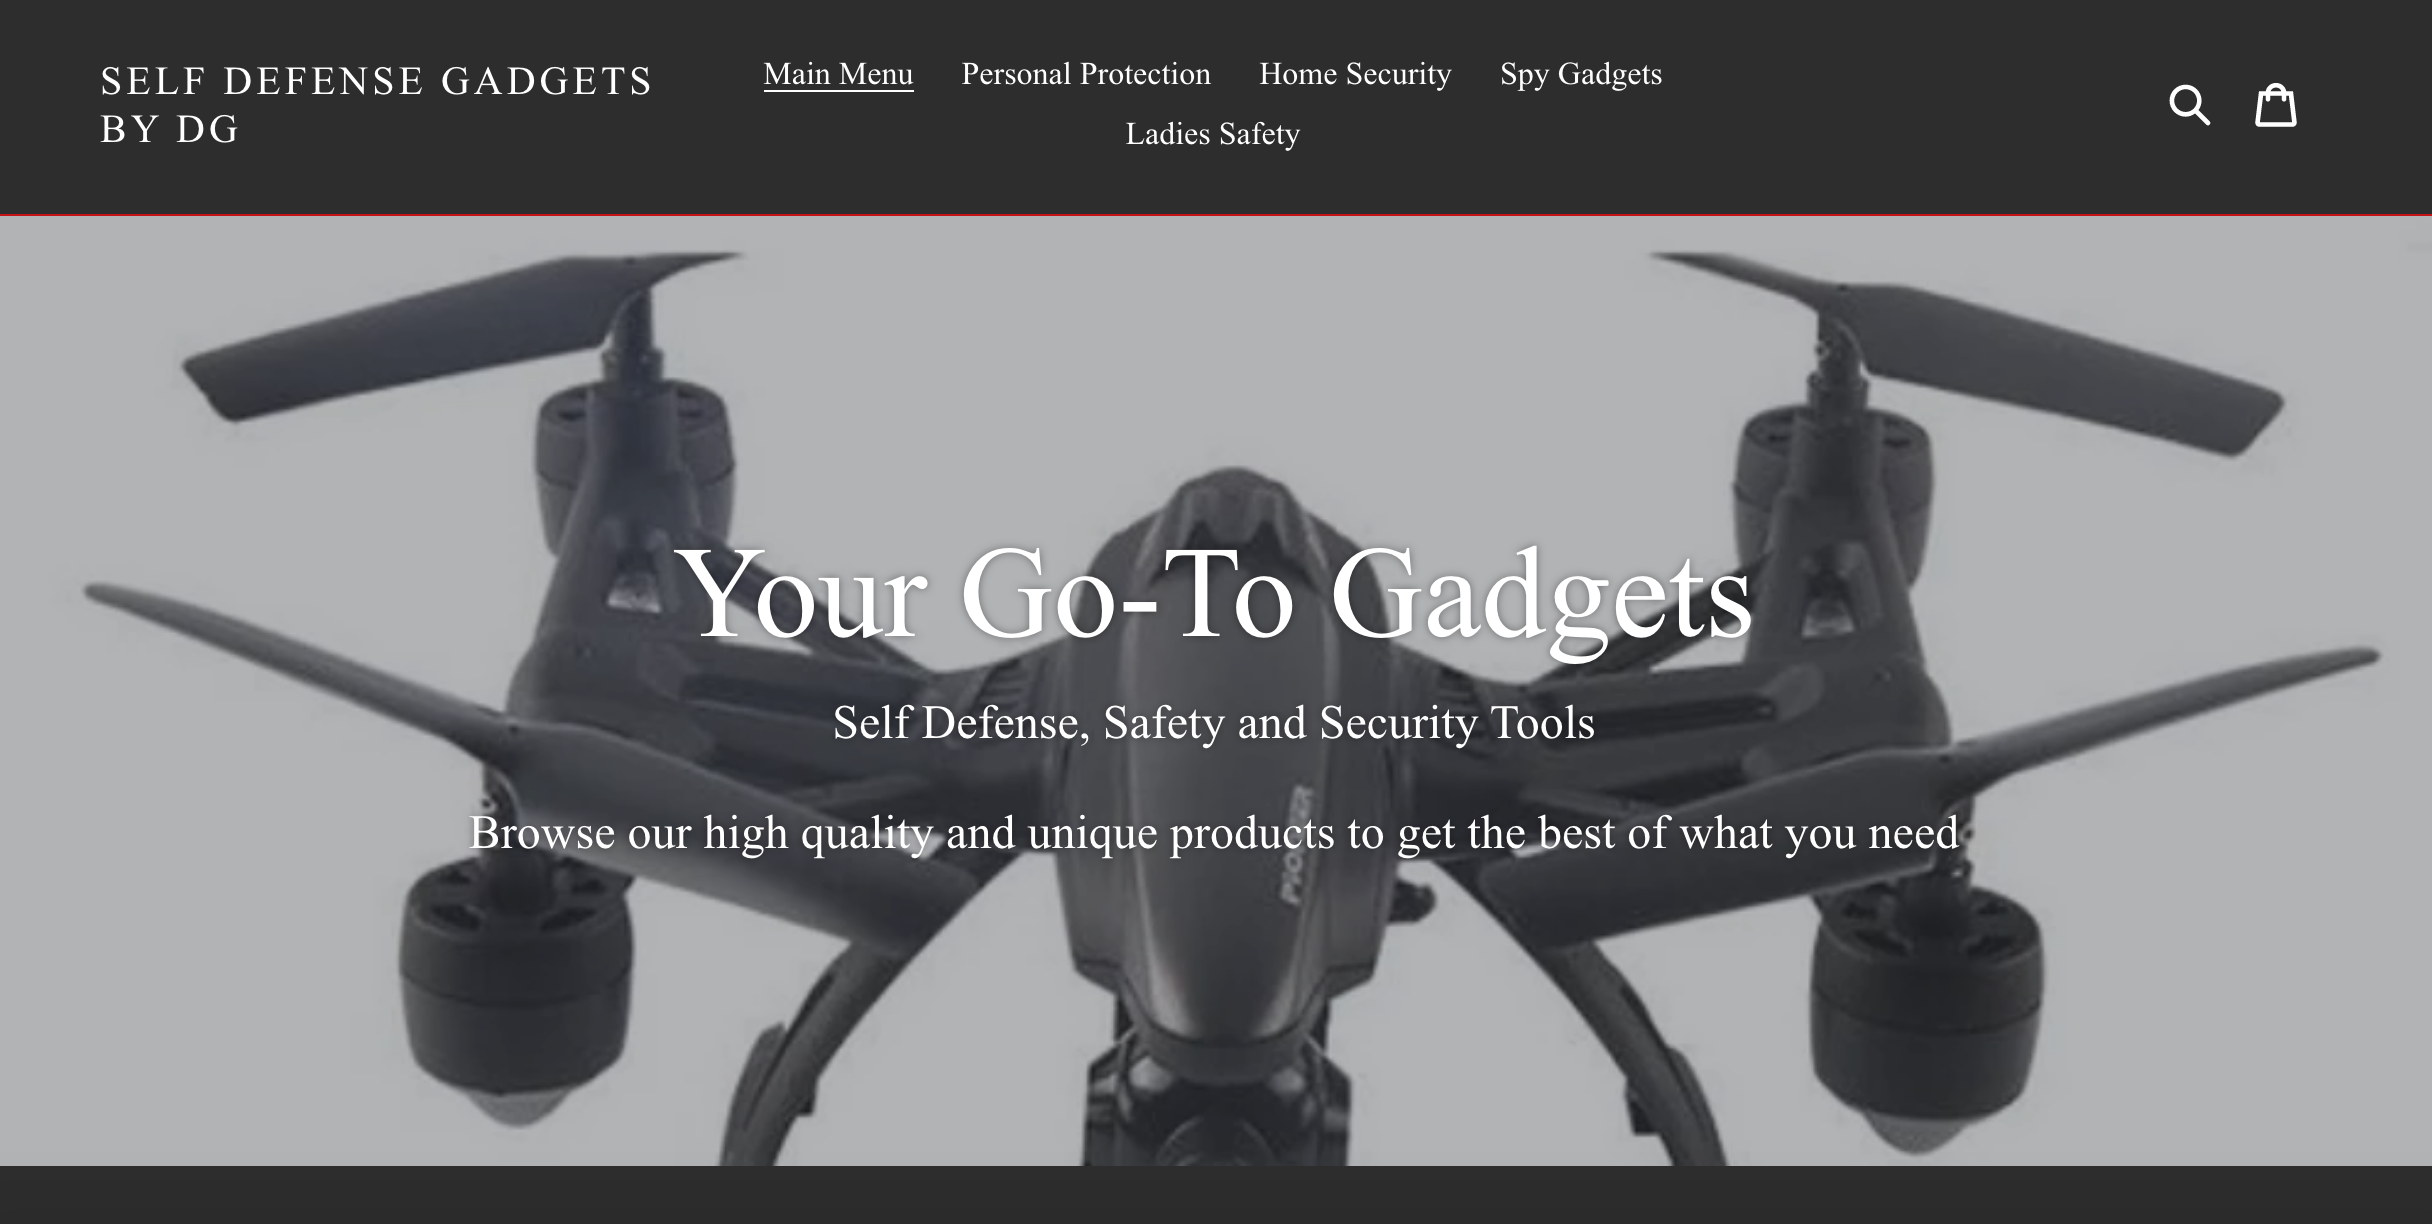 SELF DEFENSE GADGETS
BY DG
Main Menu Personal Protection Home Security Spy Gadgets
Ladies Safety
Your Go-To Gadgets
Self Defense, Safety and Security Tools
Browse our high quality and unique products to get the best of what you need